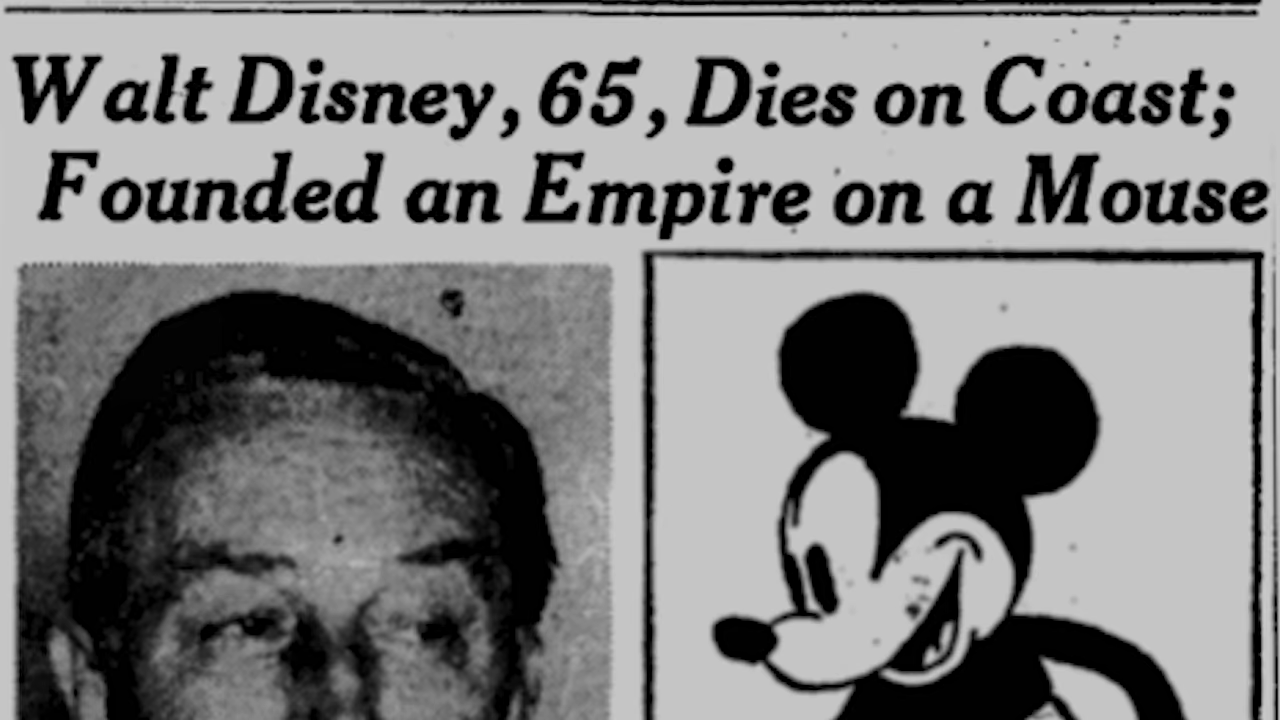 Walt Disney, 65, Dies on Coast;
Founded an Empire on a Mouse